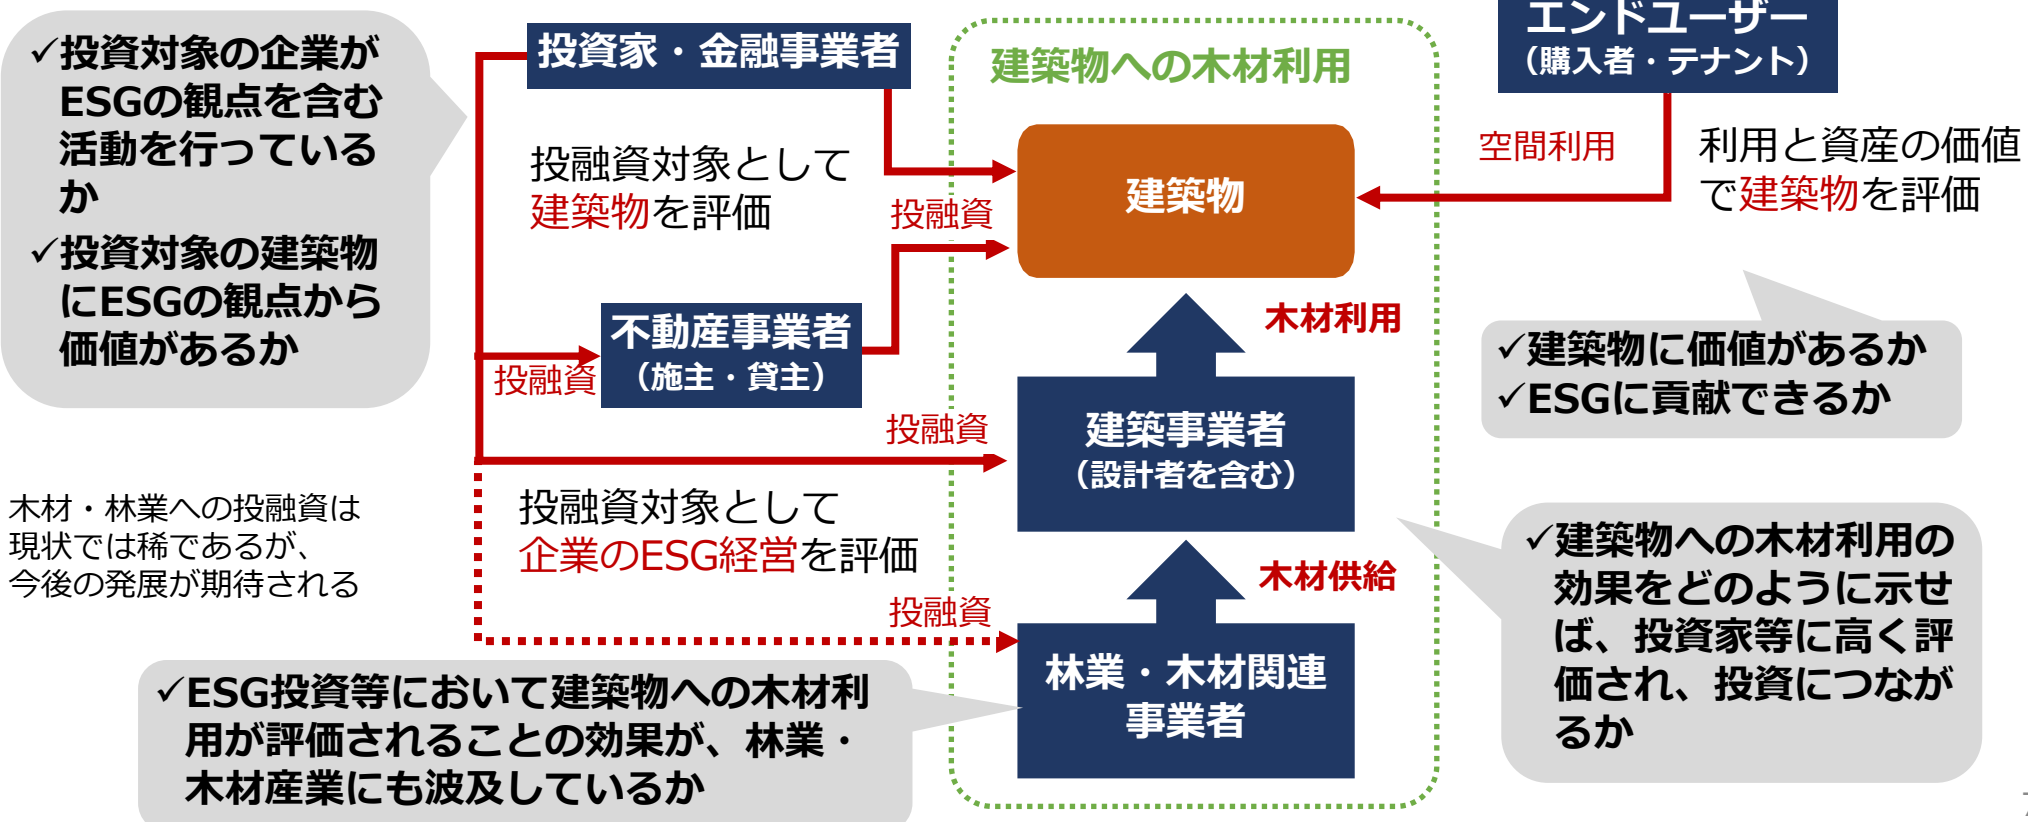 ✓投資対象の企業が
ESGの観点を含む
活動を行っている
か
✓投資対象の建築物
にESGの観点から
価値があるか
木材・林業への投融資は
現状では稀であるが、
今後の発展が期待される
投資家・金融事業者
投融資対象として
建築物を評価
投融資
不動産事業者
（施主・貸主）
投融資
投融資
投融資対象として
企業のESG経営を評価
投融資
✓ESG投資等において建築物への木材利
用が評価されることの効果が、林業・
木材産業にも波及しているか
建築物への木材利用
建築物
木材利用
建築事業者
（設計者を含む）
木材供給
林業・木材関連
事業者
エンドユーザー
（購入者・テナント）
空間利用
利用と資産の価値
で建築物を評価
✓建築物に価値があるか
✓ESGに貢献できるか
✓建築物への木材利用の
効果をどのように示せ
ば、投資家等に高く評
価され、投資につなが
るか